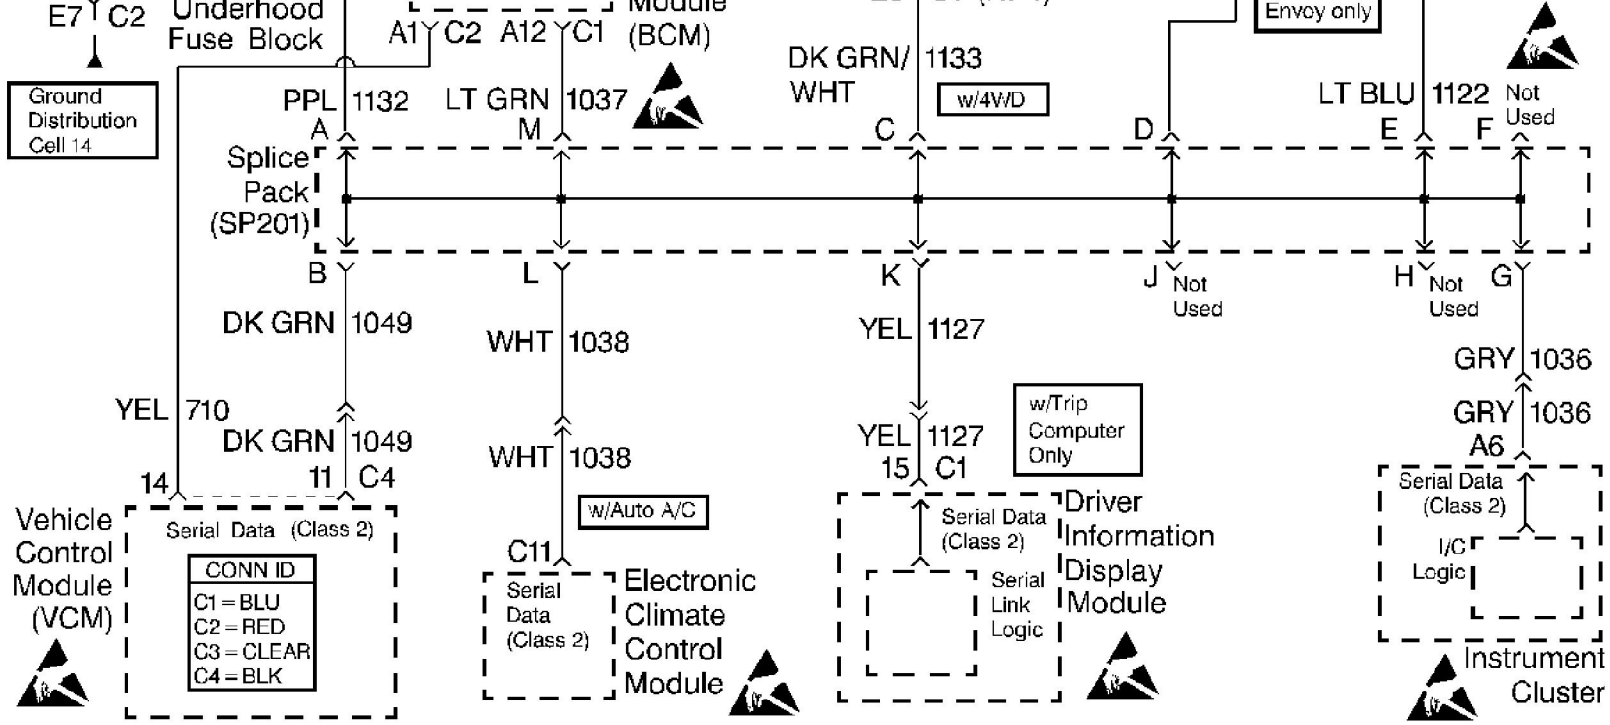 E7 C2
Underhood
Fuse Block
A1 C2 A12 C1
Module
(BCM)
Envoy only
DK GRN/
WHT
1133
w/4WD
Ground
Distribution
Cell 14
PPL 1132
LT GRN 1037
LT BLU 1122
Not
Used
A M C D E F
Splice
Pack
(SP201)
B L K J H G
Not
Used
Not
Used
DK GRN 1049
WHT 1038
YEL 1127
GRY 1036
YEL 710
DK GRN 1049
WHT 1038
YEL 1127
GRY 1036
w/Trip
Computer
Only
14 11 C4
15 C1
A6
w/Auto A/C
C11
Vehicle
Control
Module
(VCM)
Serial Data (Class 2)
CONN ID
C1=BLU
C2=RED
C3=CLEAR
C4=BLK
Serial
Data
(Class 2)
Electronic
Climate
Control
Module
Serial Data
(Class 2)
Serial
Link
Logic
Driver
Information
Display
Module
Serial Data
(Class 2)
I/C
Logic
Instrument
Cluster